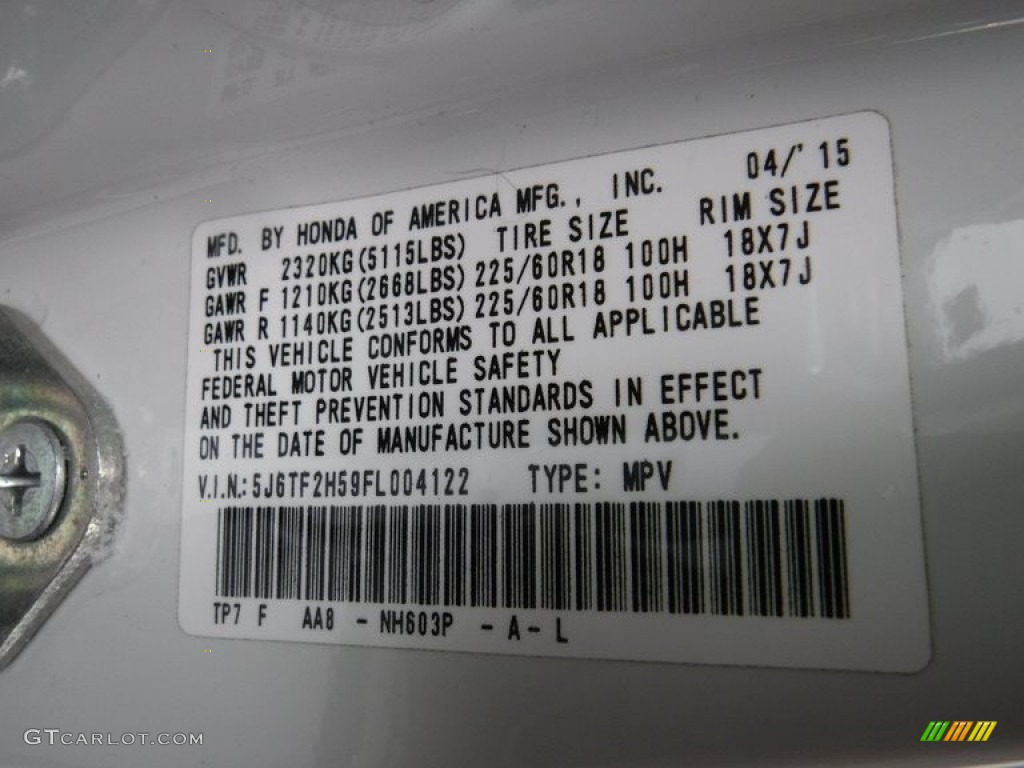 MFD. BY HONDA OF AMERICA MFG., INC. 04/'15
GVWR 2320KG(5115LBS) TIRE SIZE RIM SIZE
GAWR F 1210KG(2668LBS) 225/60R18 100H 18X7J
GAWR R 1140KG(2513LBS) 225/60R18 100H 18X7J
THIS VEHICLE CONFORMS TO ALL APPLICABLE
FEDERAL MOTOR VEHICLE SAFETY
AND THEFT PREVENTION STANDARDS IN EFFECT
ON THE DATE OF MANUFACTURE SHOWN ABOVE.
V.I.N.: 5J6TF2H59FL004122 TYPE: MPV
TP7 F AA8 - NH603P - A - L
GTCARLOT.COM